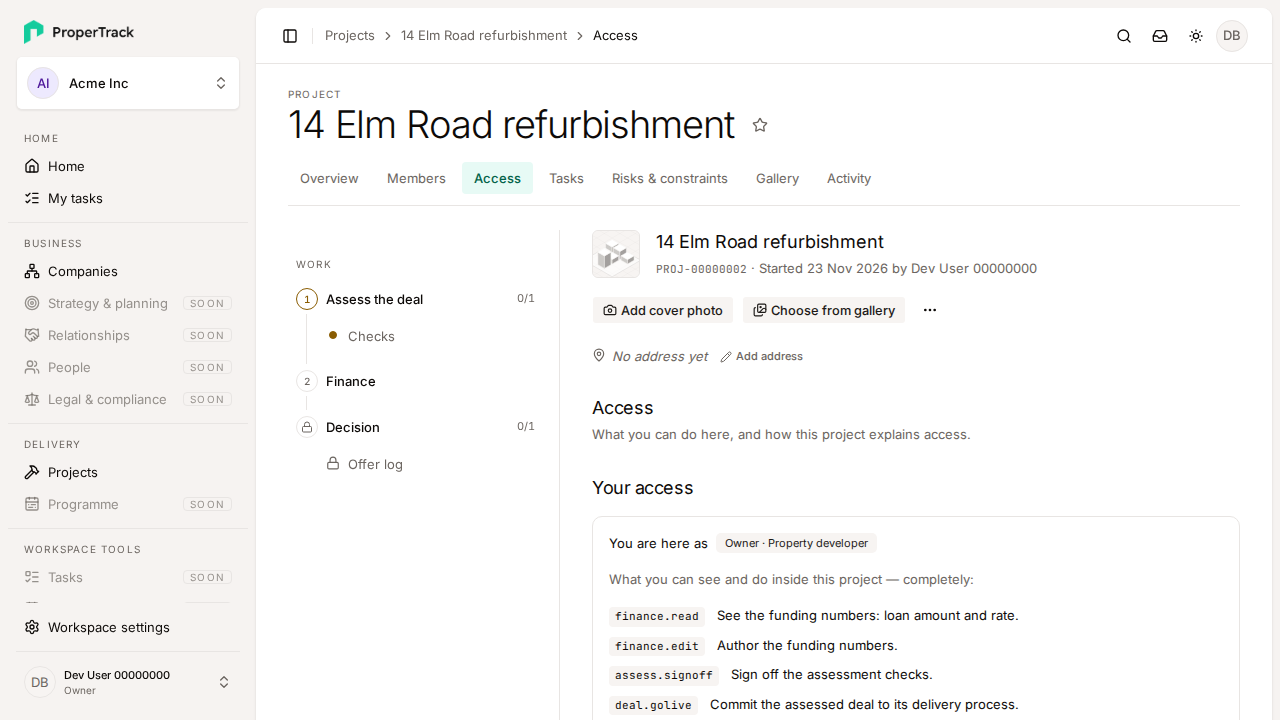 ProperTrack
AI
Acme Inc
HOME
Home
My tasks
BUSINESS
Companies
Strategy & planning SOON
Relationships SOON
People SOON
Legal & compliance SOON
DELIVERY
Projects
Programme SOON
WORKSPACE TOOLS
Tasks SOON
Workspace settings
DB
Dev User 00000000
Owner
Projects > 14 Elm Road refurbishment > Access
DB
PROJECT
14 Elm Road refurbishment
Overview Members Access Tasks Risks & constraints Gallery Activity
WORK
1 Assess the deal 0/1
Checks
2 Finance
Decision 0/1
Offer log
14 Elm Road refurbishment
PROJ-00000002 · Started 23 Nov 2026 by Dev User 00000000
Add cover photo Choose from gallery
No address yet Add address
Access
What you can do here, and how this project explains access.
Your access
You are here as Owner · Property developer
What you can see and do inside this project — completely:
finance.read See the funding numbers: loan amount and rate.
finance.edit Author the funding numbers.
assess.signoff Sign off the assessment checks.
deal.golive Commit the assessed deal to its delivery process.